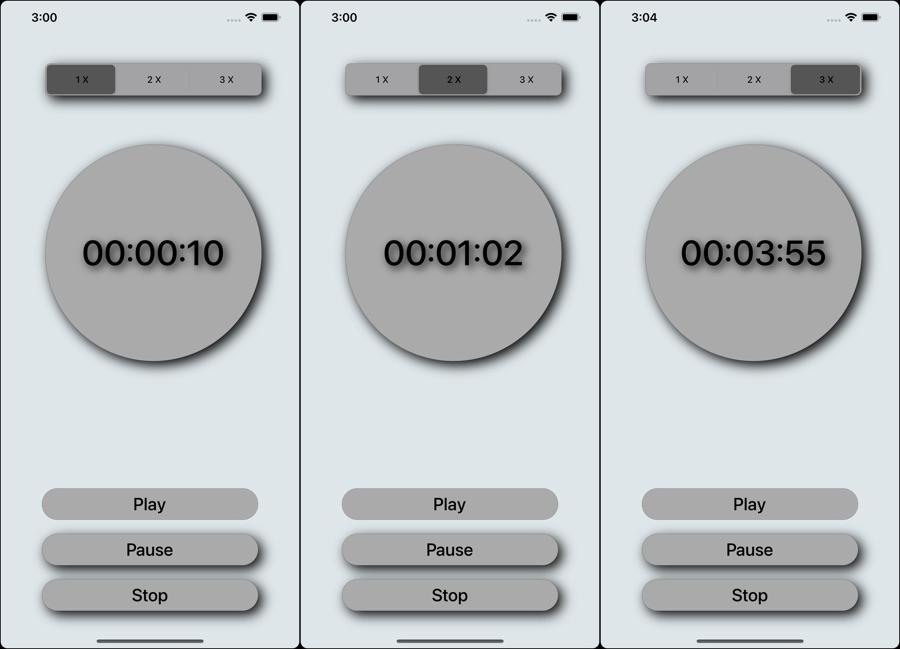 3:00
1 X 2 X 3 X
00:00:10
Play
Pause
Stop
3:00
1 X 2 X 3 X
00:01:02
Play
Pause
Stop
3:04
1 X 2 X 3 X
00:03:55
Play
Pause
Stop